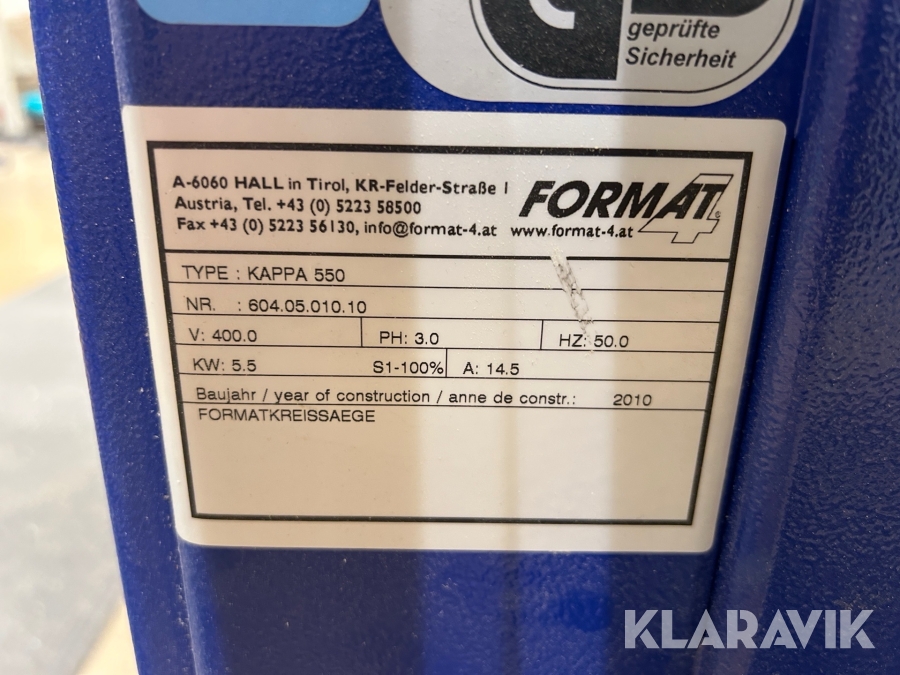 geprüfte
Sicherheit
A-6060 HALL in Tirol, KR-Felder-Straße 1
Austria, Tel. +43 (0) 5223 58500
Fax +43 (0) 5223 56130, info@format-4.at www.format-4.at
FORMAT 4
TYPE : KAPPA 550
NR. : 604.05.010.10
V: 400.0 PH: 3.0 HZ: 50.0
KW: 5.5 S1-100% A: 14.5
Baujahr / year of construction / anne de constr.: 2010
FORMATKREISSAEGE
KLARAVIK